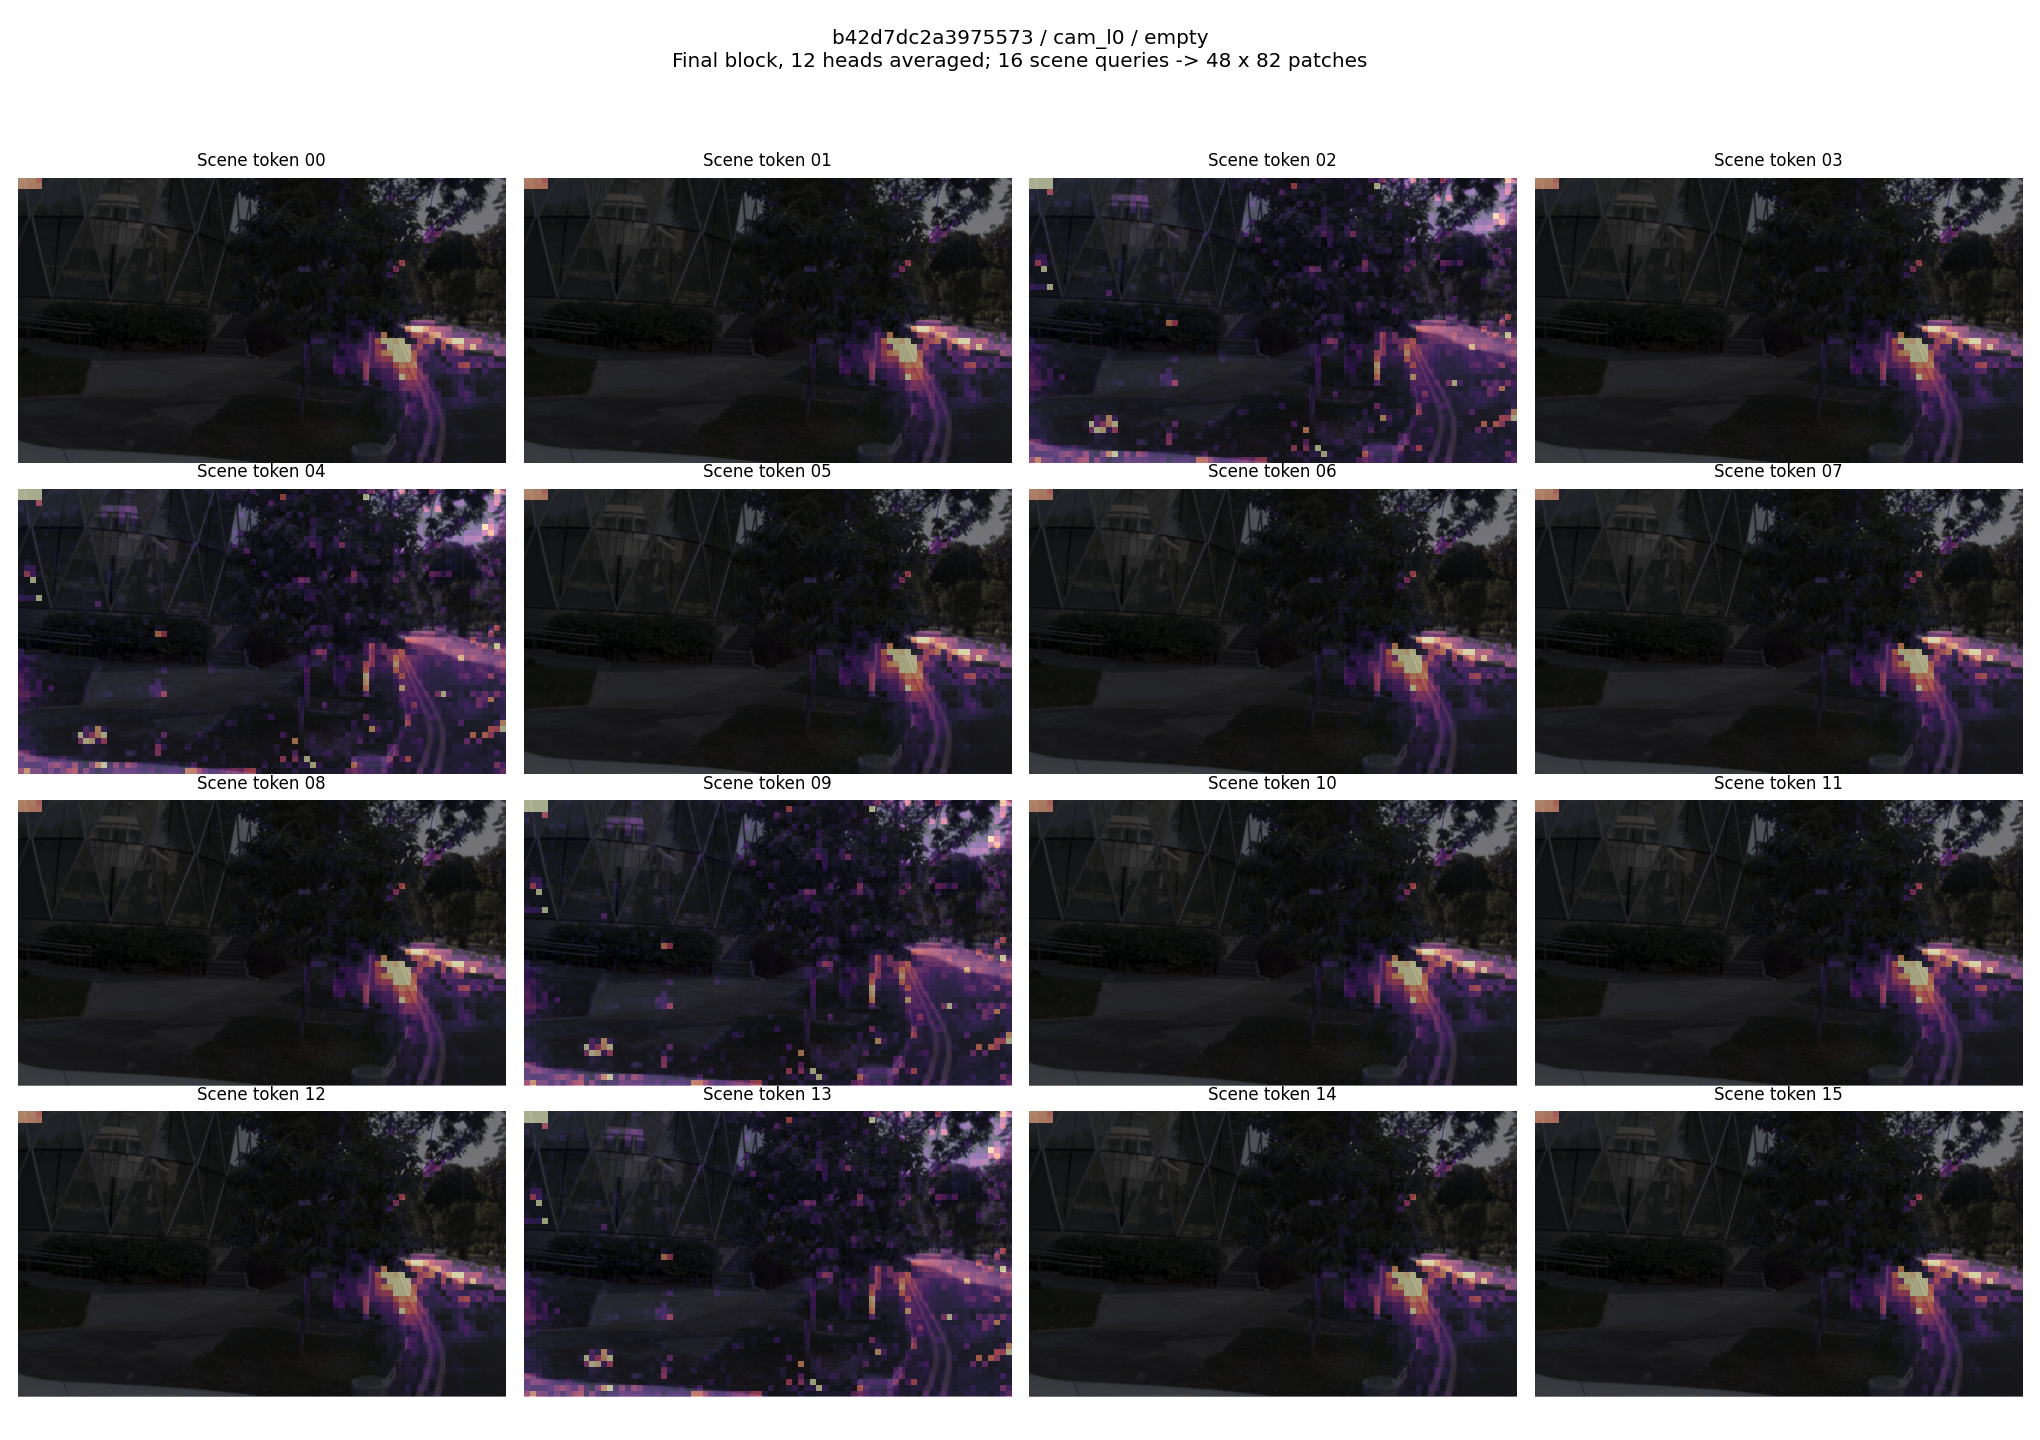 b42d7dc2a3975573 / cam_l0 / empty
Final block, 12 heads averaged; 16 scene queries -> 48 x 82 patches
Scene token 00
Scene token 01
Scene token 02
Scene token 03
Scene token 04
Scene token 05
Scene token 06
Scene token 07
Scene token 08
Scene token 09
Scene token 10
Scene token 11
Scene token 12
Scene token 13
Scene token 14
Scene token 15